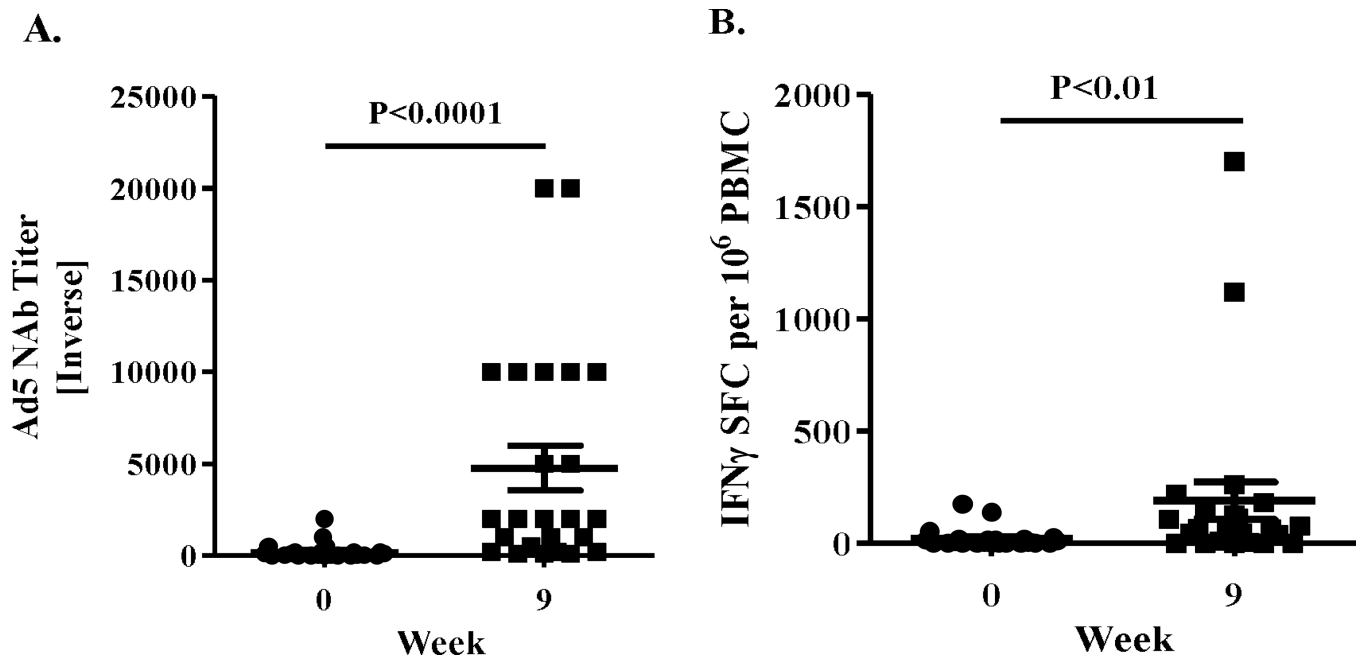 A.
P<0.0001
Ad5 NAb Titer
[Inverse]
25000
20000
15000
10000
5000
0
0
9
Week
B.
P<0.01
IFNγ SFC per 10⁶ PBMC
2000
1500
1000
500
0
0
9
Week